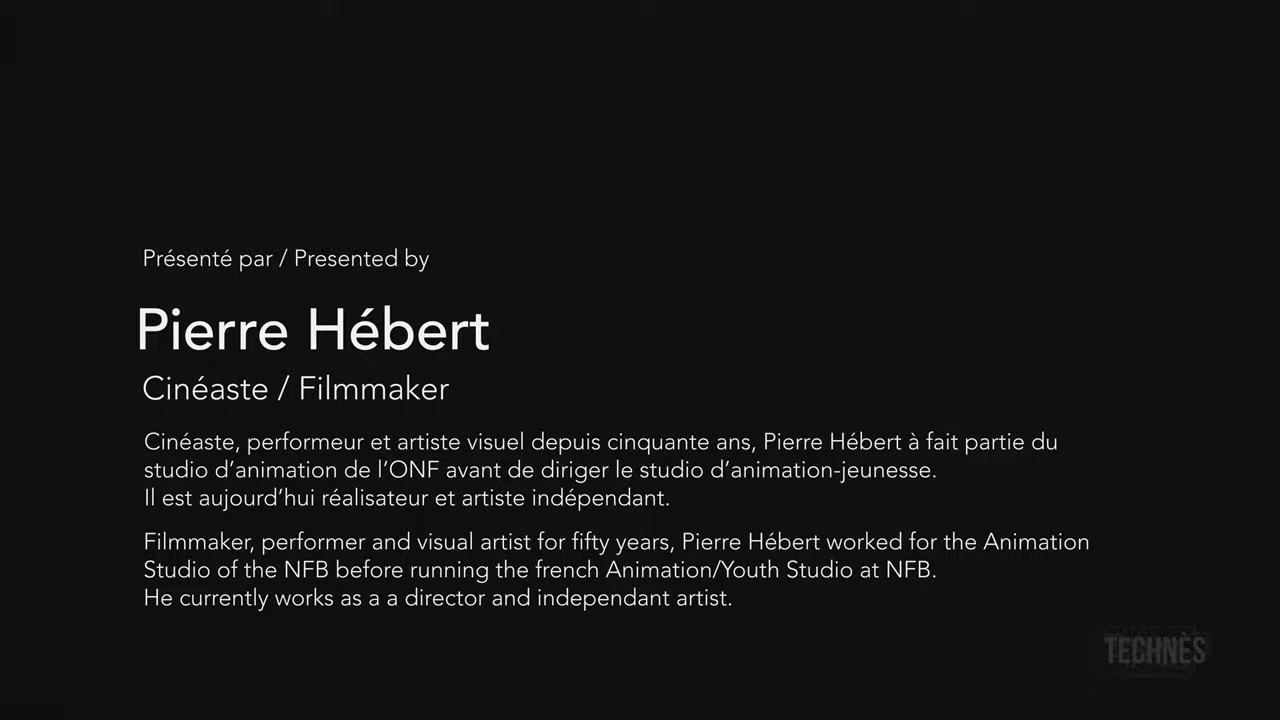 Présenté par / Presented by
Pierre Hébert
Cinéaste / Filmmaker
Cinéaste, performeur et artiste visuel depuis cinquante ans, Pierre Hébert à fait partie du
studio d’animation de l’ONF avant de diriger le studio d’animation-jeunesse.
Il est aujourd’hui réalisateur et artiste indépendant.
Filmmaker, performer and visual artist for fifty years, Pierre Hébert worked for the Animation
Studio of the NFB before running the french Animation/Youth Studio at NFB.
He currently works as a a director and independant artist.
TECHNÈS